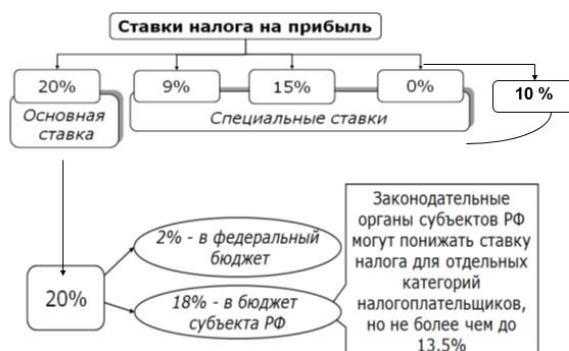 Ставки налога на прибыль
20%
9%
15%
0%
10 %
Основная
ставка
Специальные ставки
20%
2% - в федеральный
бюджет
18% - в бюджет
субъекта РФ
Законодательные
органы субъектов РФ
могут понижать ставку
налога для отдельных
категорий
налогоплательщиков,
но не более чем до
13,5%